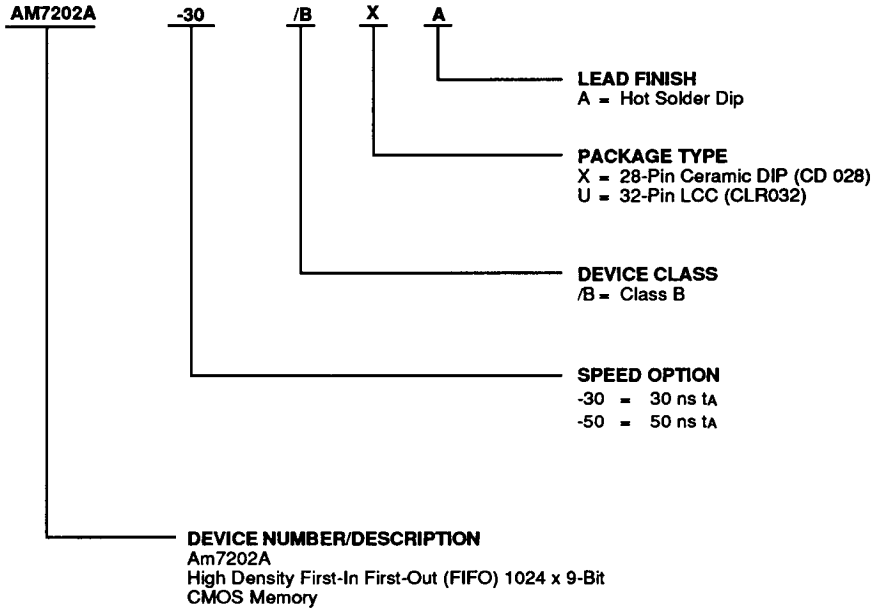 AM7202A -30 /B X A
LEAD FINISH
A = Hot Solder Dip
PACKAGE TYPE
X = 28-Pin Ceramic DIP (CD 028)
U = 32-Pin LCC (CLR032)
DEVICE CLASS
/B = Class B
SPEED OPTION
-30 = 30 ns tA
-50 = 50 ns tA
DEVICE NUMBER/DESCRIPTION
Am7202A
High Density First-In First-Out (FIFO) 1024 x 9-Bit
CMOS Memory